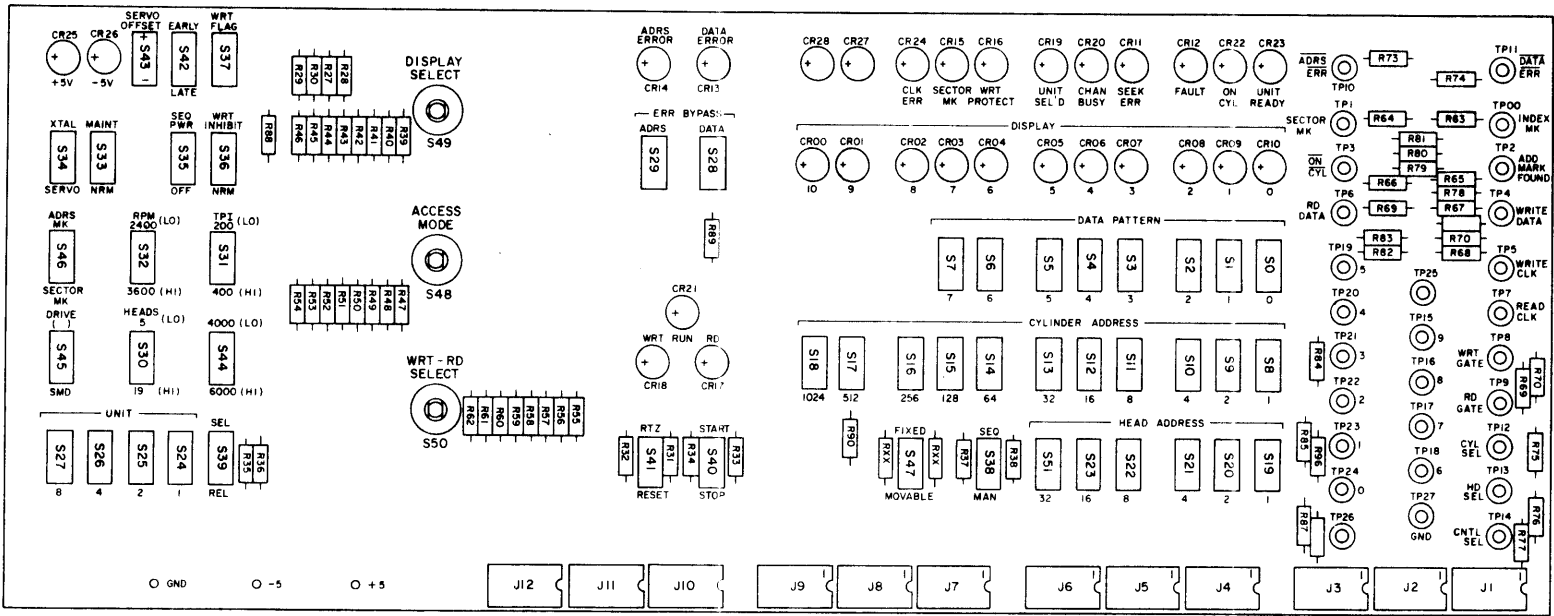 CR25 CR26 SERVO OFFSET EARLY WRT FLAG
+ S43 – S42 S37
+5V -5V LATE
R29 R30 R27 R28
DISPLAY SELECT
S49
ADRS ERROR DATA ERROR
CR14 CR13
CR28 CR27 CR24 CR15 CR16 CR19 CR20 CR11 CR12 CR22 CR23
CLK ERR SECTOR MK WRT PROTECT UNIT SEL'D CHAN BUSY SEEK ERR FAULT ON CYL UNIT READY
ADRS ERR TP10 R73 R74 TP11 DATA ERR
XTAL MAINT SEQ PWR WRT INHIBIT
S34 S33 S35 S36
SERVO NRM OFF NRM
R88 R46 R45 R44 R43 R42 R41 R40 R39
ERR BYPASS
ADRS DATA
S29 S28
DISPLAY
CR00 CR01 CR02 CR03 CR04 CR05 CR06 CR07 CR08 CR09 CR10
10 9 8 7 6 5 4 3 2 1 0
TP1 SECTOR MK R64 R63 TP00 INDEX MK
R81
R80
R79
TP3 ON CYL TP2 ADD MARK FOUND
R66 R65
R78
TP6 RD DATA R69 R67 TP4 WRITE DATA
R83 R70
R82 R68
ADRS MK RPM 2400 (LO) TPI 200 (LO)
S46 S32 S31
SECTOR MK 3600 (HI) 400 (HI)
ACCESS MODE
S48
R89
DATA PATTERN
S7 S6 S5 S4 S3 S2 S1 S0
7 6 5 4 3 2 1 0
TP19 5 TP5 WRITE CLK
TP25
R54 R53 R52 R51 R50 R49 R48 R47
DRIVE ( ) HEADS 5 (LO) 4000 (LO)
S45 S30 S44
SMD 19 (HI) 6000 (HI)
CR21
RUN
WRT RD
CR18 CR17
CYLINDER ADDRESS
S18 S17 S16 S15 S14 S13 S12 S11 S10 S9 S8
1024 512 256 128 64 32 16 8 4 2 1
TP20 4 TP7 READ CLK
TP15 9
TP21 3 R84 TP8 WRT GATE
TP16 8
TP22 2 TP9 RD GATE R69 R70
WRT - RD SELECT
S50
R62 R61 R60 R59 R58 R57 R56 R55
UNIT SEL
S27 S26 S25 S24 S39 R35 R36
8 4 2 1 REL
RTZ START
R32 S41 R31 R34 S40 R33
RESET STOP
R90
FIXED SEQ
RXX S47 RXX R37 S38 R38
MOVABLE MAN
HEAD ADDRESS
S51 S23 S22 S21 S20 S19
32 16 8 4 2 1
TP17 7
R85 R96 TP23 1 TP12 CYL SEL R75
TP18 6
TP24 0 TP13 HD SEL
TP27 GND
R87 TP26 TP14 CNTL SEL R77 R76
GND -5 +5
J12 J11 J10 J9 J8 J7 J6 J5 J4 J3 J2 J1